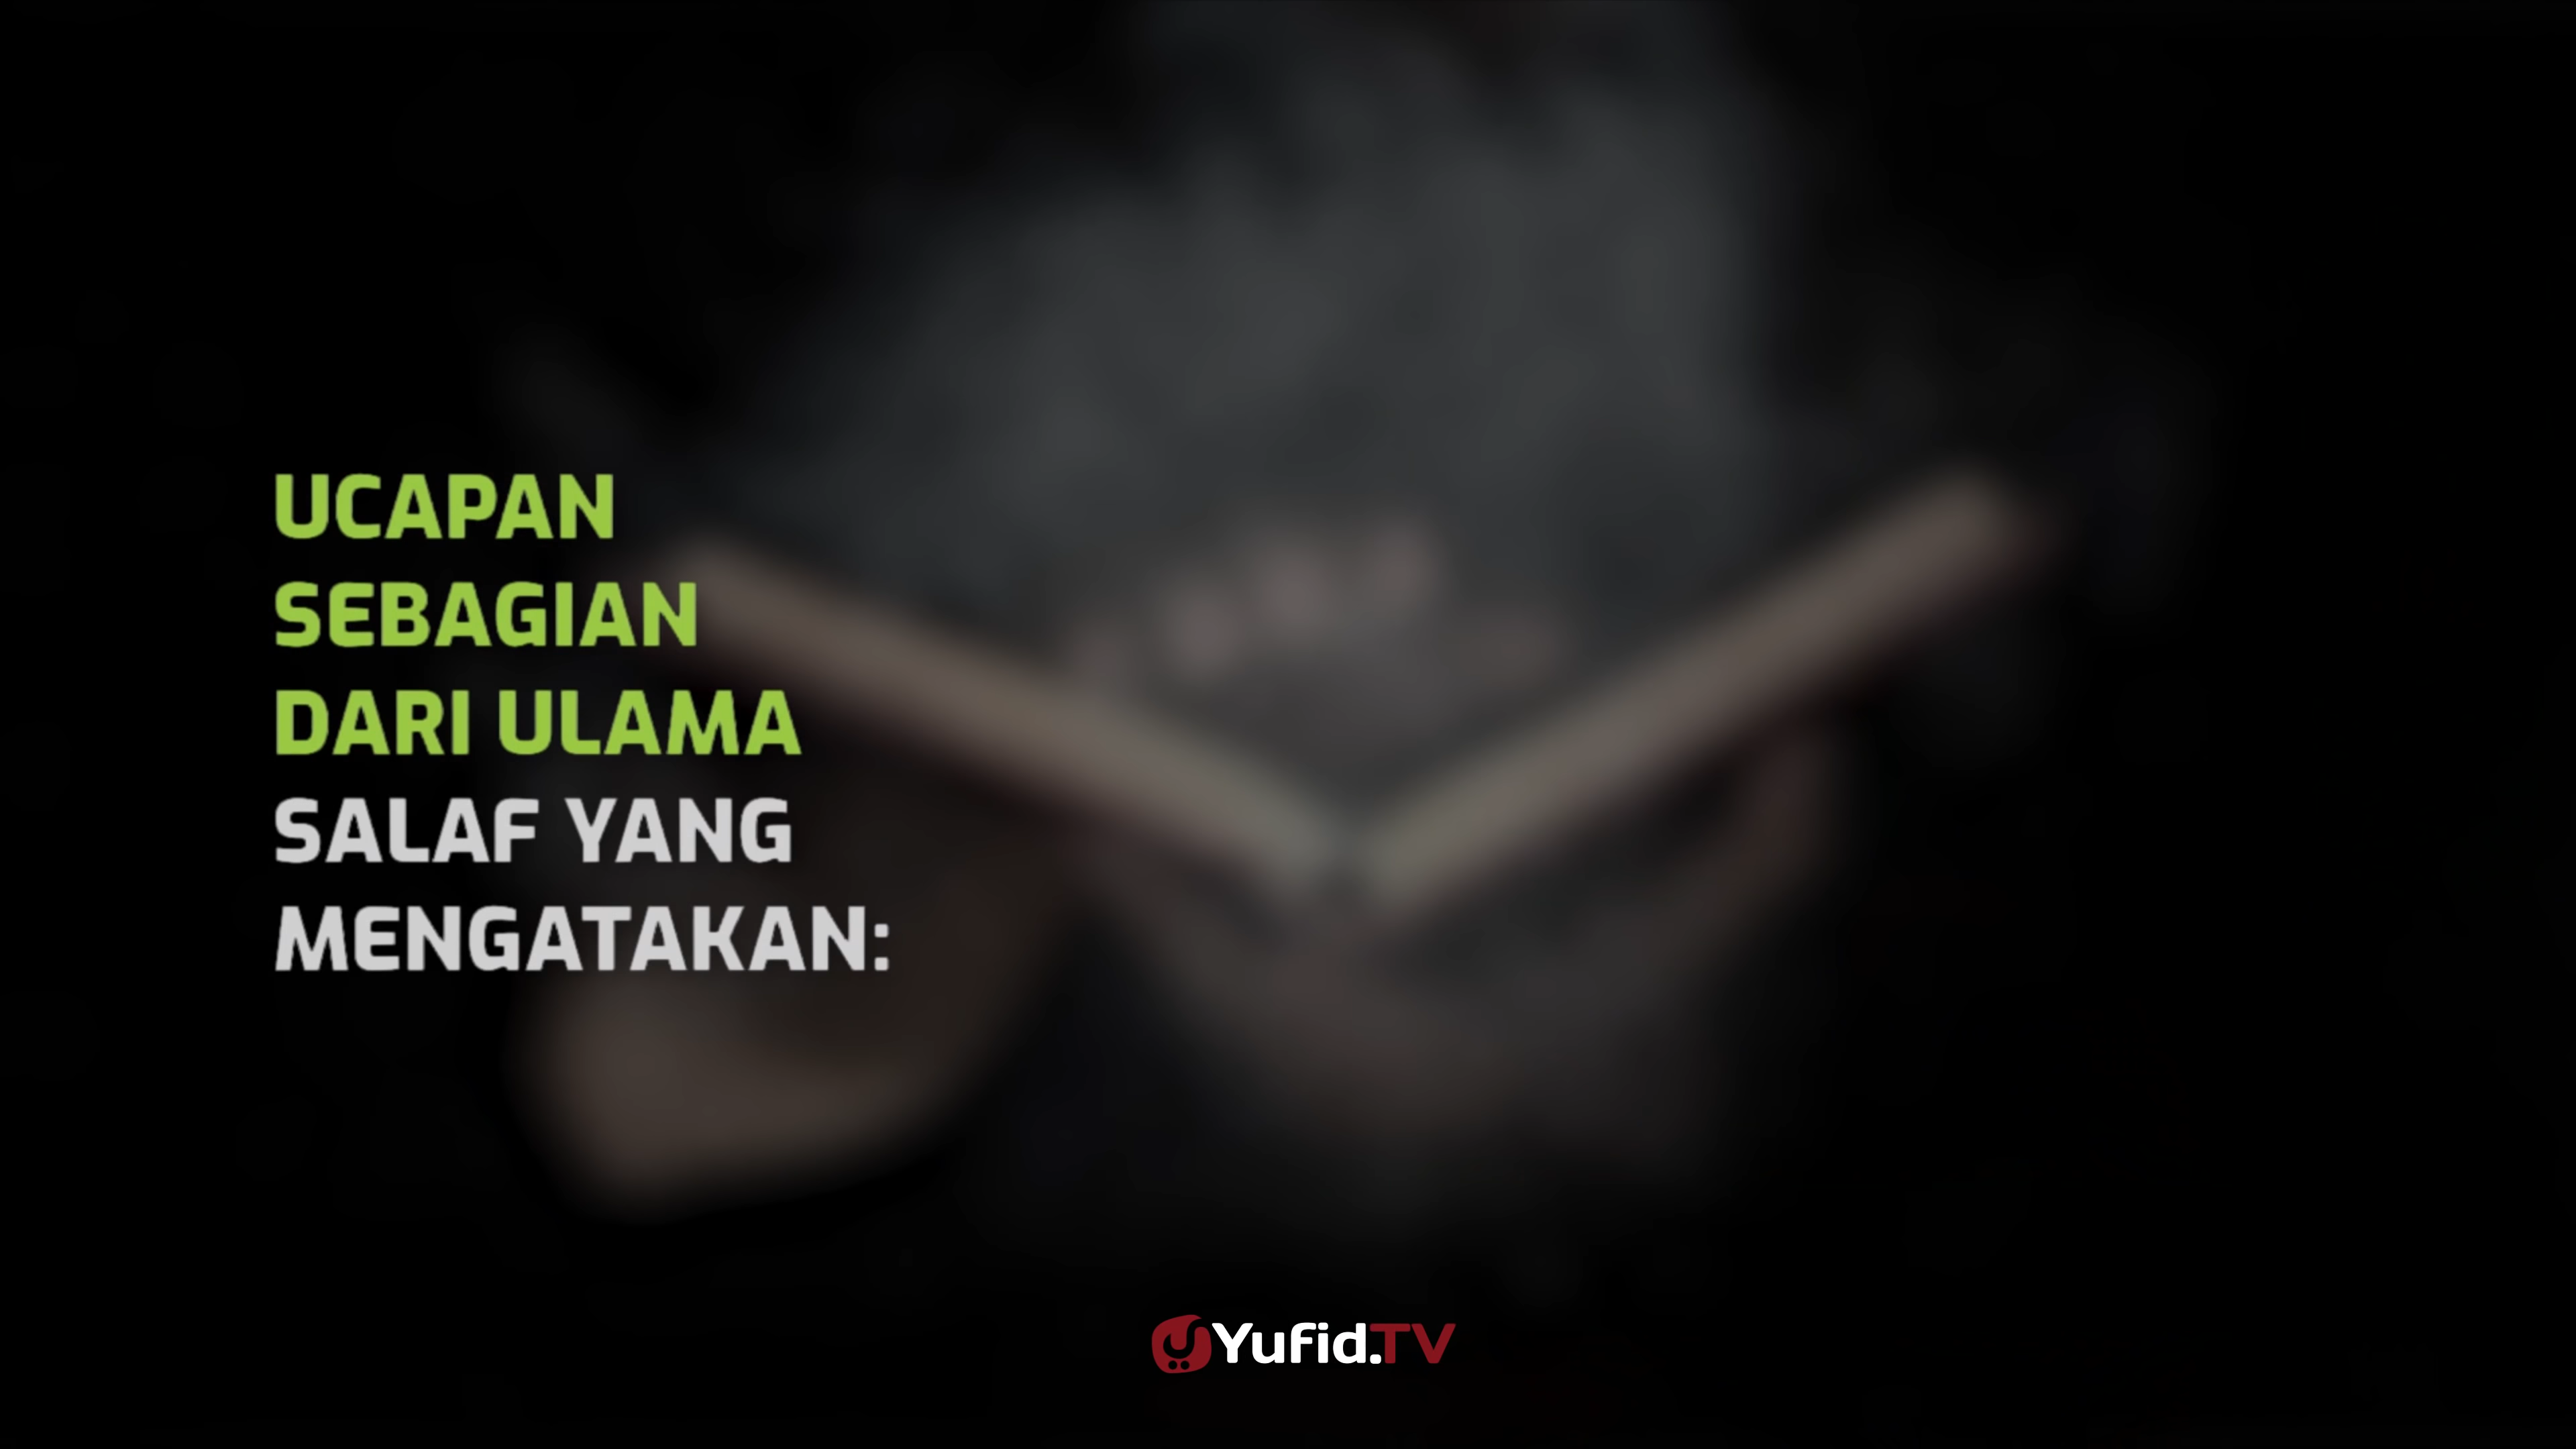 UCAPAN
SEBAGIAN
DARI ULAMA
SALAF YANG
MENGATAKAN:
Yufid.TV